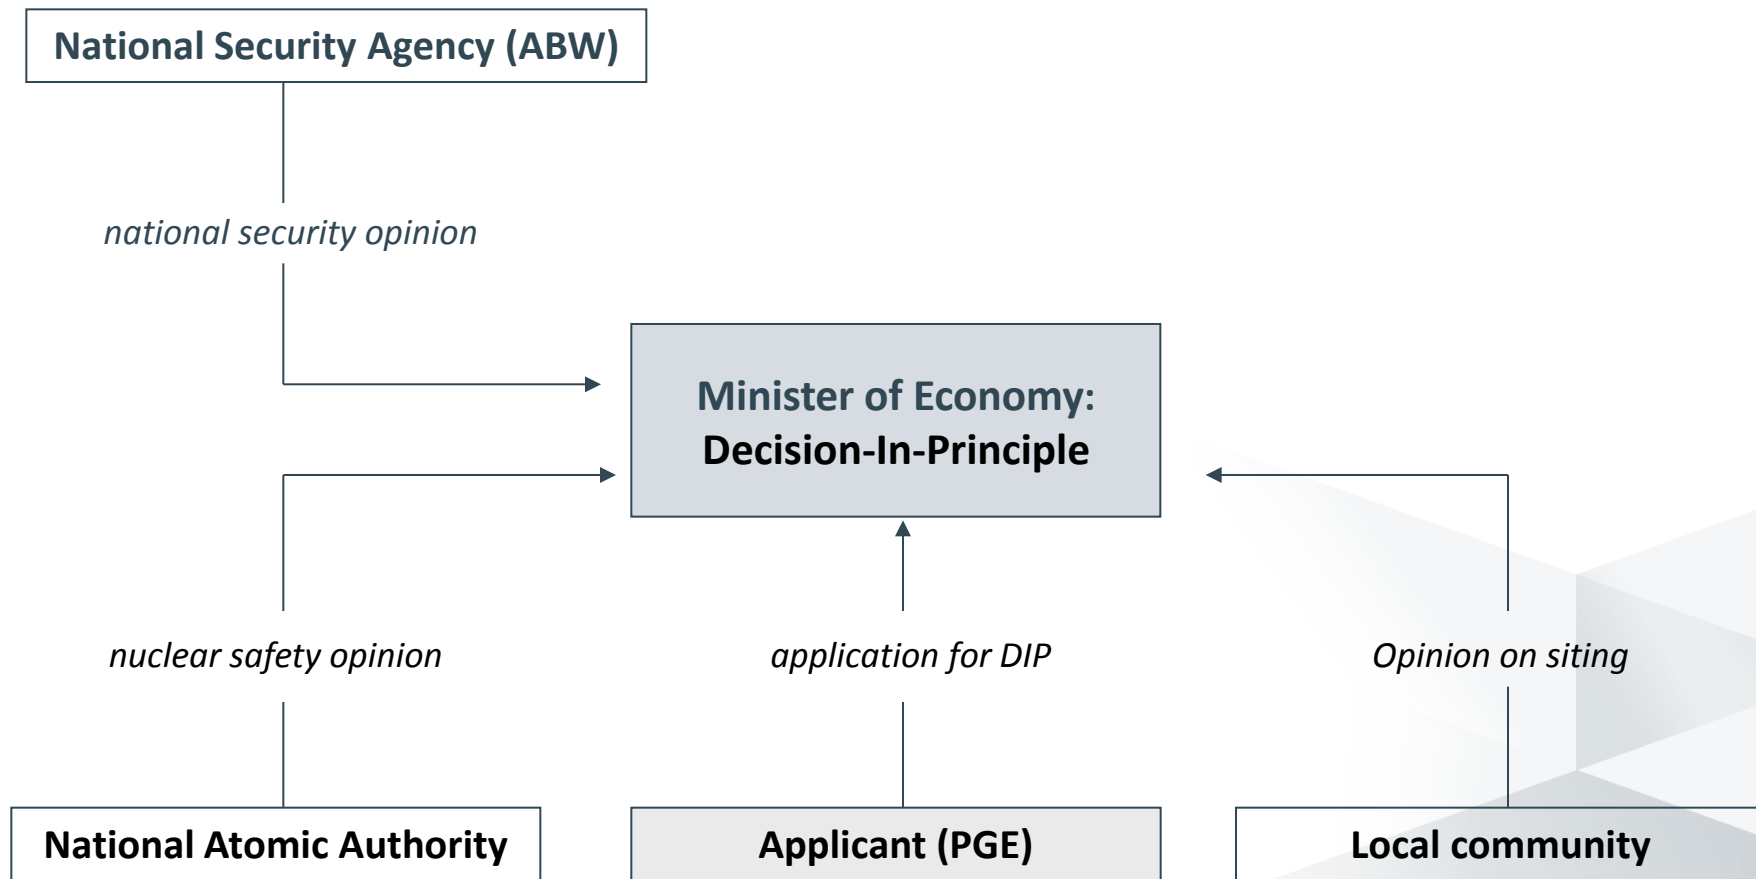 National Security Agency (ABW)
national security opinion
Minister of Economy:
Decision-In-Principle
nuclear safety opinion
application for DIP
Opinion on siting
National Atomic Authority
Applicant (PGE)
Local community